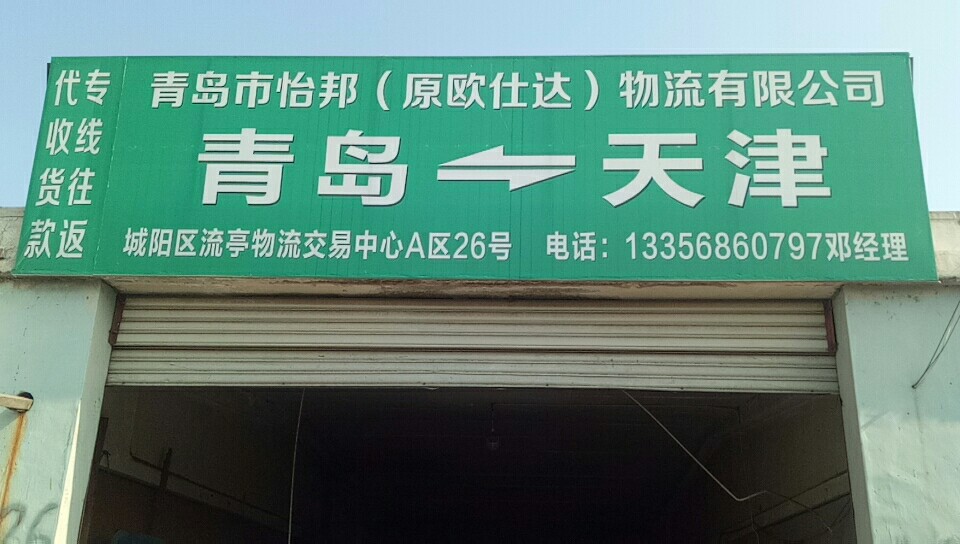 专线往返
代收货款
青岛市怡邦（原欧仕达）物流有限公司
青岛⇌天津
城阳区流亭物流交易中心A区26号 电话：13356860797邓经理